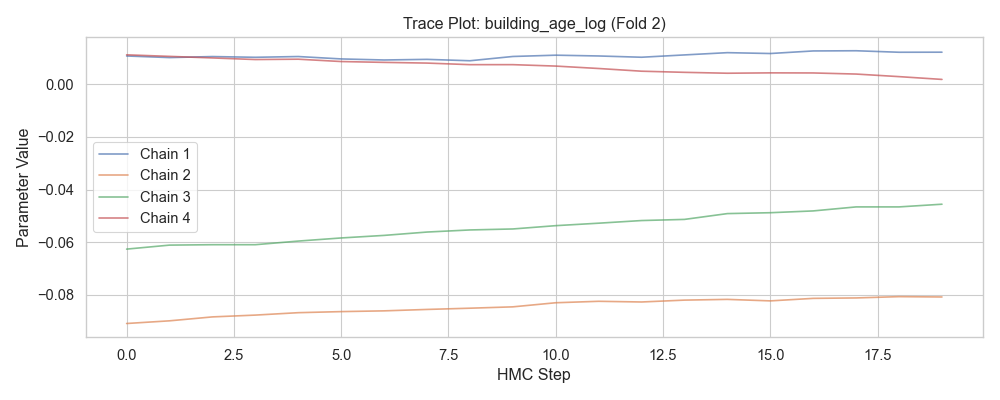 Trace Plot: building_age_log (Fold 2)
Parameter Value
0.00
−0.02
−0.04
−0.06
−0.08
Chain 1
Chain 2
Chain 3
Chain 4
0.0 2.5 5.0 7.5 10.0 12.5 15.0 17.5
HMC Step